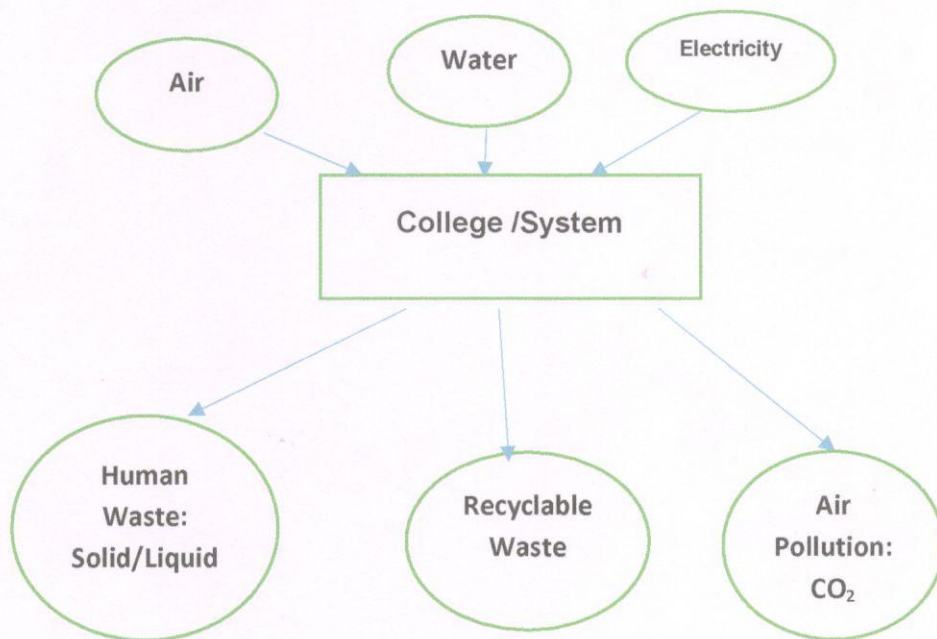 Air
Water
Electricity
College /System
Human
Waste:
Solid/Liquid
Recyclable
Waste
Air
Pollution:
CO₂